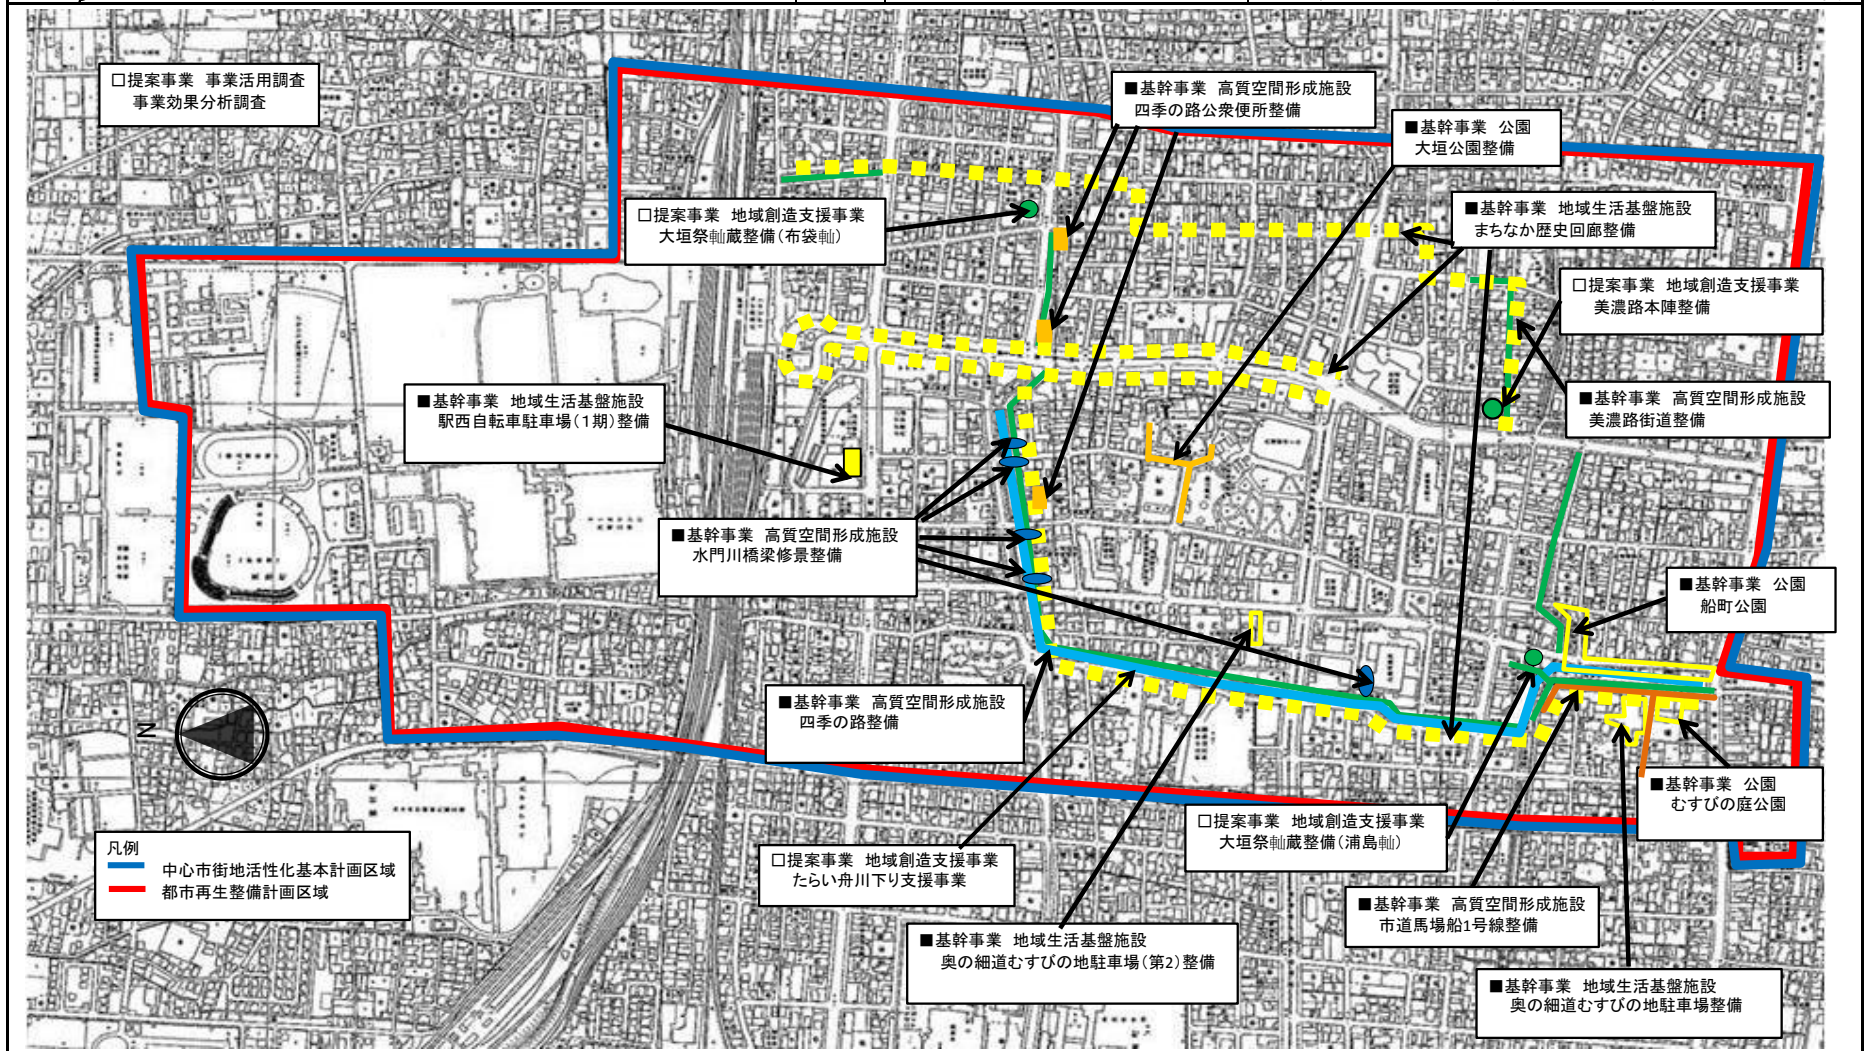 □提案事業 事業活用調査
事業効果分析調査
■基幹事業 高質空間形成施設
四季の路公衆便所整備
■基幹事業 公園
大垣公園整備
□提案事業 地域創造支援事業
大垣祭軕蔵整備(布袋軕)
■基幹事業 地域生活基盤施設
まちなか歴史回廊整備
□提案事業 地域創造支援事業
美濃路本陣整備
■基幹事業 地域生活基盤施設
駅西自転車駐車場(1期)整備
■基幹事業 高質空間形成施設
美濃路街道整備
■基幹事業 高質空間形成施設
水門川橋梁修景整備
■基幹事業 公園
船町公園
■基幹事業 高質空間形成施設
四季の路整備
N
■基幹事業 公園
むすびの庭公園
□提案事業 地域創造支援事業
大垣祭軕蔵整備(浦島軕)
凡例
中心市街地活性化基本計画区域
都市再生整備計画区域
□提案事業 地域創造支援事業
たらい舟川下り支援事業
■基幹事業 高質空間形成施設
市道馬場船1号線整備
■基幹事業 地域生活基盤施設
奥の細道むすびの地駐車場(第2)整備
■基幹事業 地域生活基盤施設
奥の細道むすびの地駐車場整備